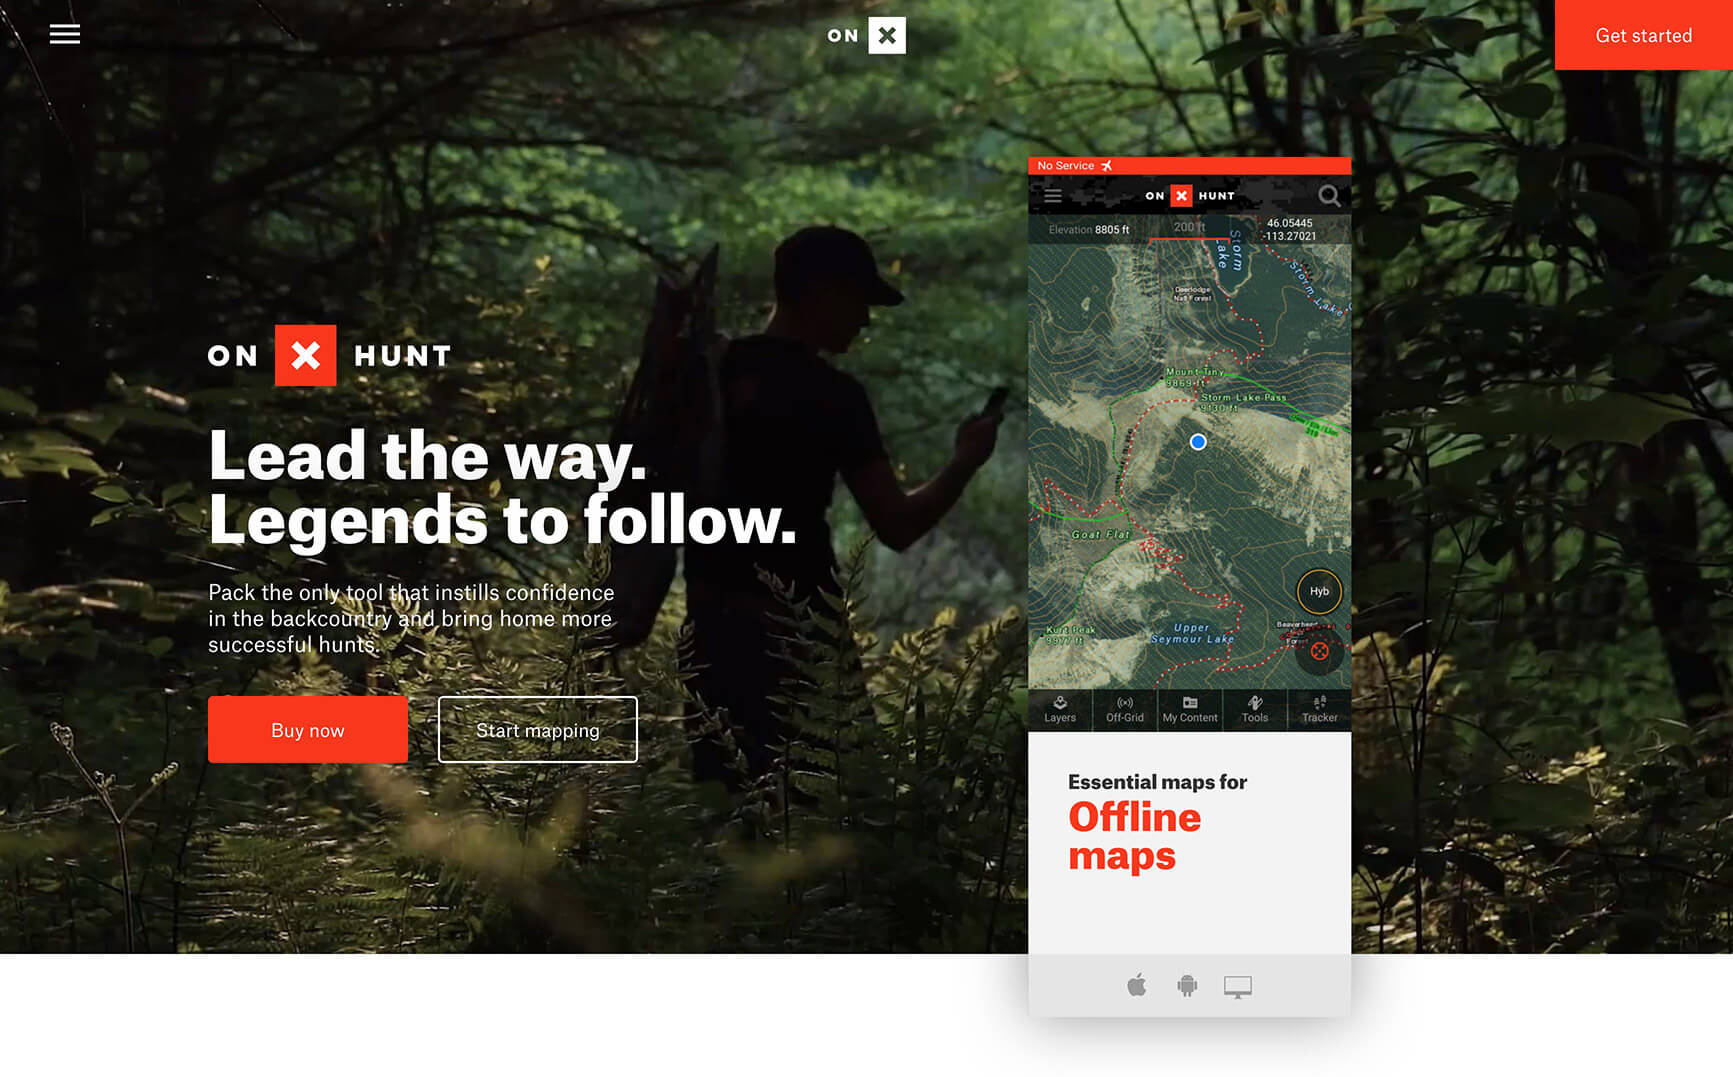 ON X
Get started
ON X HUNT
Lead the way.
Legends to follow.
Pack the only tool that instills confidence
in the backcountry and bring home more
successful hunts.
Buy now
Start mapping
No Service
ON X HUNT
Elevation 8805 ft
200 ft
46.05445
-113.27021
Storm
Lake
Storm Lake
Deerlodge
Natl Forest
Mount Tiny
9869 ft
Storm Lake Pass
9130 ft
Goat Flat
Hyb
Kurt Peak
9977 ft
Upper
Seymour Lake
Forest
Layers
Off-Grid
My Content
Tools
Tracker
Essential maps for
Offline
maps